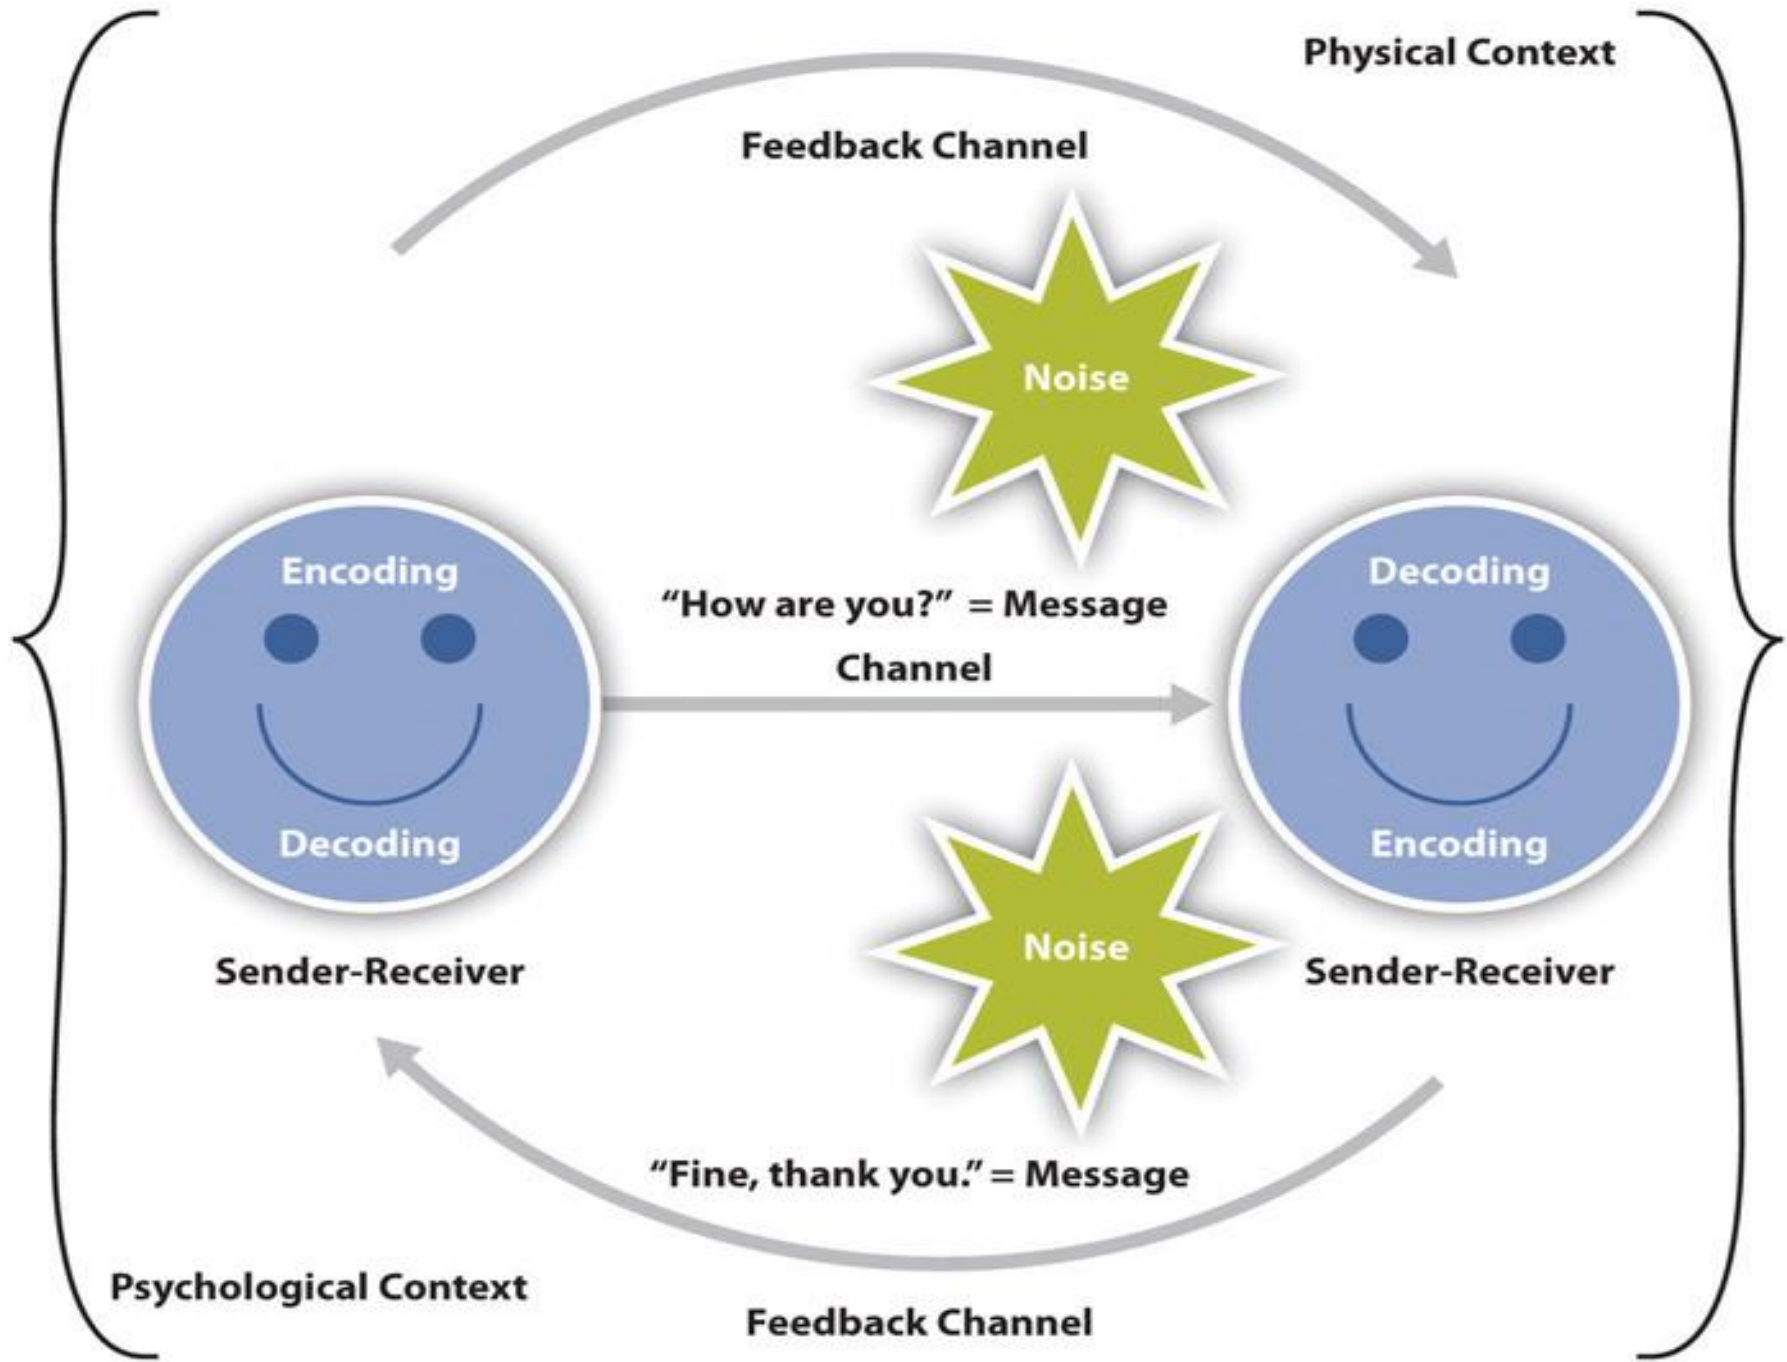 Physical Context
Feedback Channel
Noise
Encoding
Decoding
“How are you?” = Message
Channel
Decoding
Encoding
Noise
Sender-Receiver
Sender-Receiver
“Fine, thank you.” = Message
Psychological Context
Feedback Channel